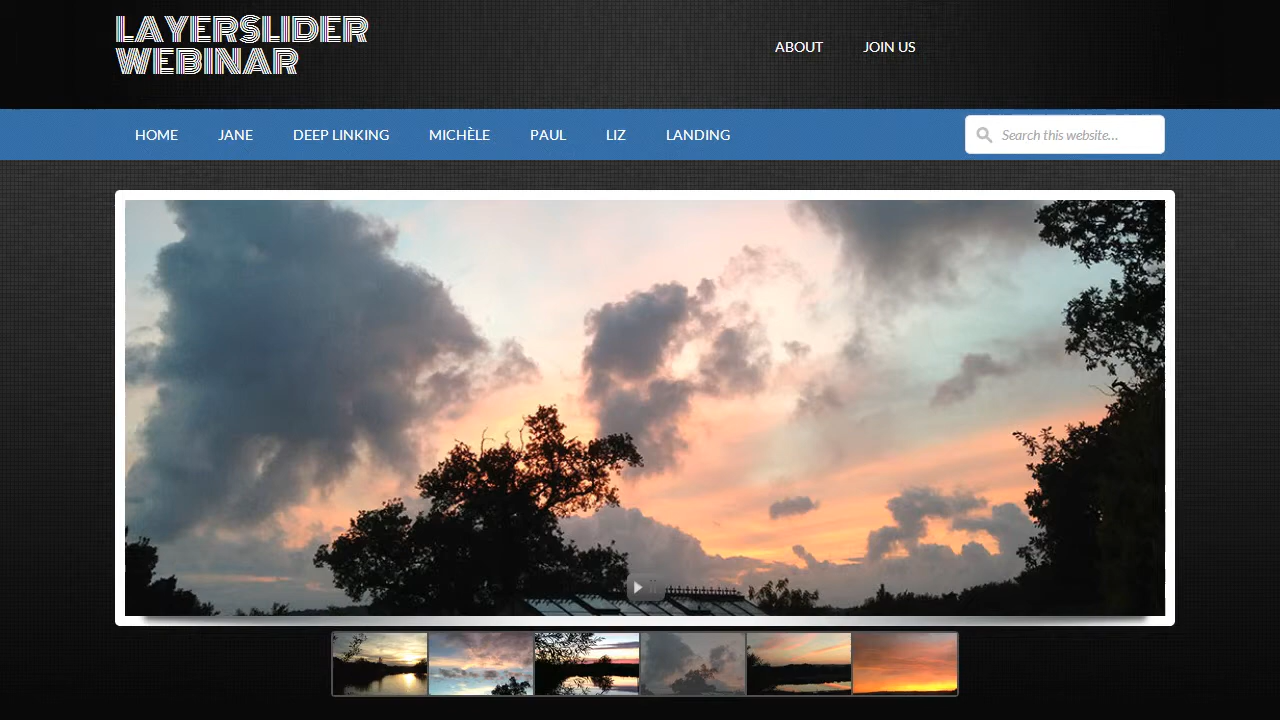 LAYERSLIDER
WEBINAR
ABOUT
JOIN US
HOME
JANE
DEEP LINKING
MICHÈLE
PAUL
LIZ
LANDING
Search this website...